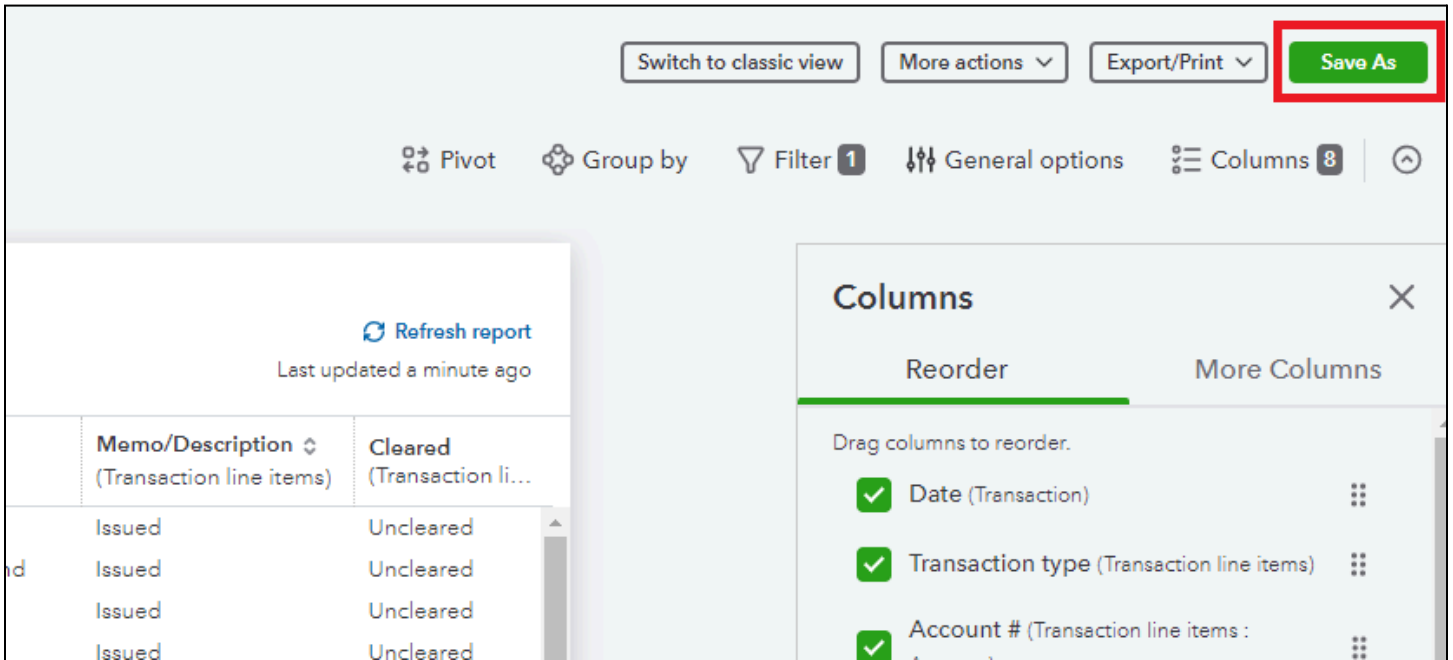 Switch to classic view More actions Export/Print Save As
Pivot Group by Filter 1 General options Columns 8
Columns
Refresh report
Last updated a minute ago
Reorder More Columns
Memo/Description Cleared
(Transaction line items) (Transaction li...
Drag columns to reorder.
Date (Transaction)
Issued Uncleared
nd Issued Uncleared
Transaction type (Transaction line items)
Issued Uncleared
Account # (Transaction line items :
Issued Uncleared